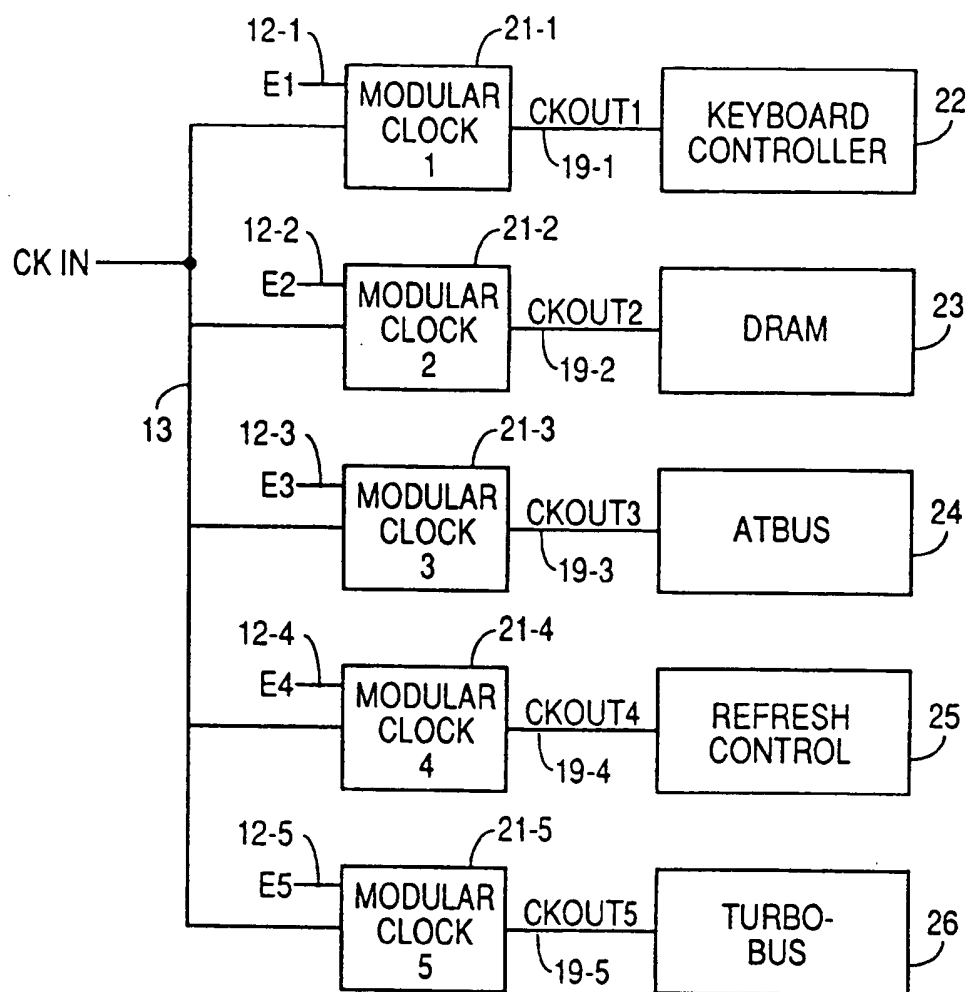 12-1
21-1
E1
MODULAR
CLOCK
1
CKOUT1
19-1
KEYBOARD
CONTROLLER
22
CK IN
12-2
21-2
E2
MODULAR
CLOCK
2
CKOUT2
19-2
DRAM
23
13
12-3
21-3
E3
MODULAR
CLOCK
3
CKOUT3
19-3
ATBUS
24
12-4
21-4
E4
MODULAR
CLOCK
4
CKOUT4
19-4
REFRESH
CONTROL
25
12-5
21-5
E5
MODULAR
CLOCK
5
CKOUT5
19-5
TURBO-
BUS
26